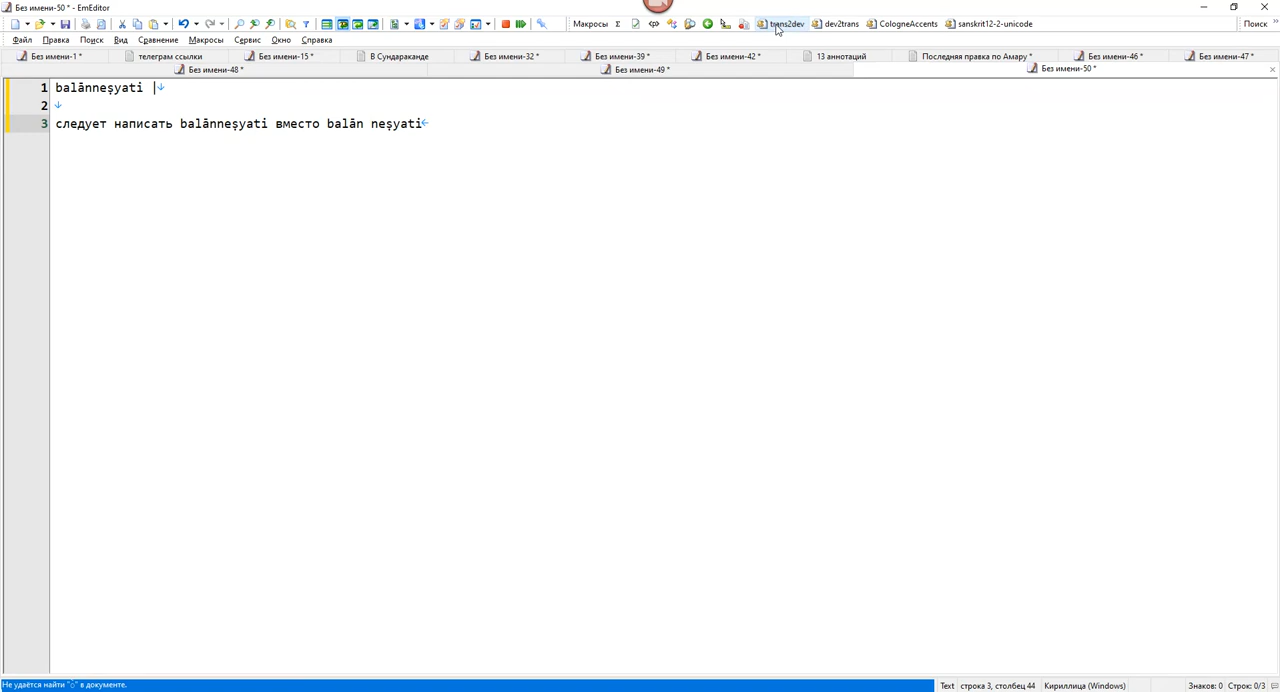 Без имени-50 * - EmEditor
Макросы Σ trans2dev dev2trans CologneAccents sanskrit12-2-unicode Поиск »
Файл Правка Поиск Вид Сравнение Макросы Сервис Окно Справка
Без имени-1 * телеграм ссылки Без имени-15 * В Сундараканде Без имени-32 * Без имени-39 * Без имени-42 * 13 аннотаций Последняя правка по Амару * Без имени-46 * Без имени-47 *
Без имени-48 * Без имени-49 * Без имени-50 *
1 balānneṣyati |
2
3 следует написать balānneṣyati вместо balān neṣyati
Text строка 3, столбец 44 Кириллица (Windows) Знаков: 0 Строк: 0/3